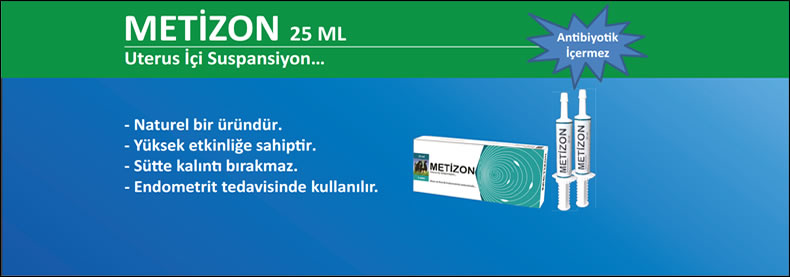 METİZON 25 ML
Uterus İçi Suspansiyon...
Antibiyotik
İçermez
- Naturel bir üründür.
- Yüksek etkinliğe sahiptir.
- Sütte kalıntı bırakmaz.
- Endometrit tedavisinde kullanılır.
METİZON
METİZON
METİZON